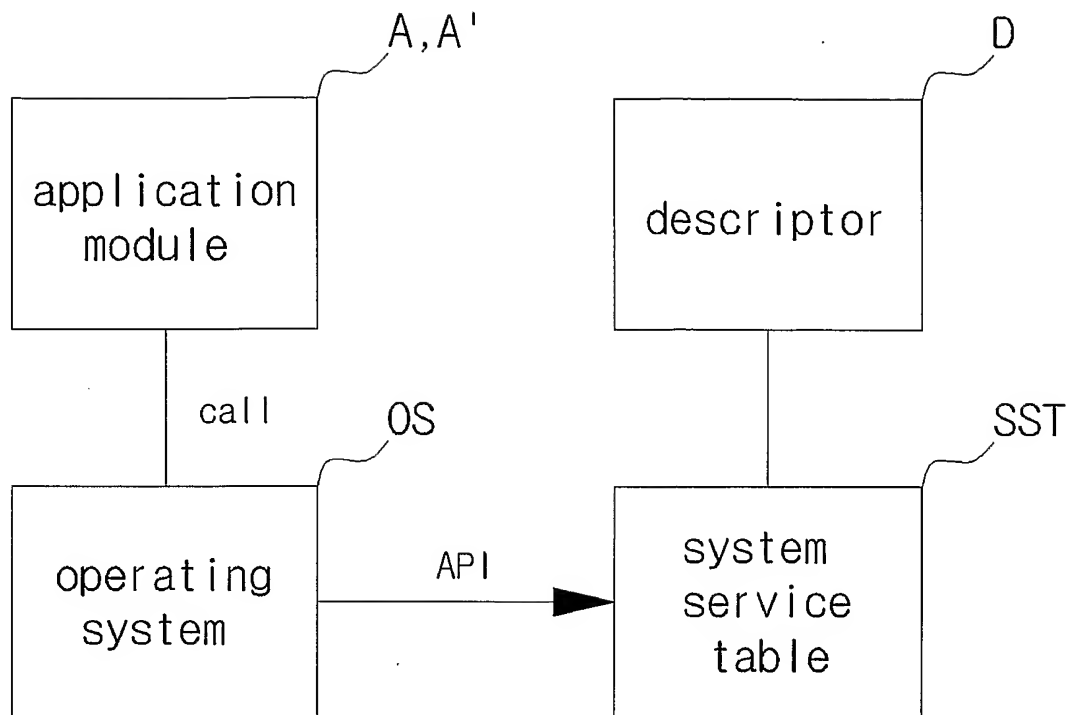 A,A'
D
application
module
descriptor
call
OS
SST
operating
system
API
system
service
table